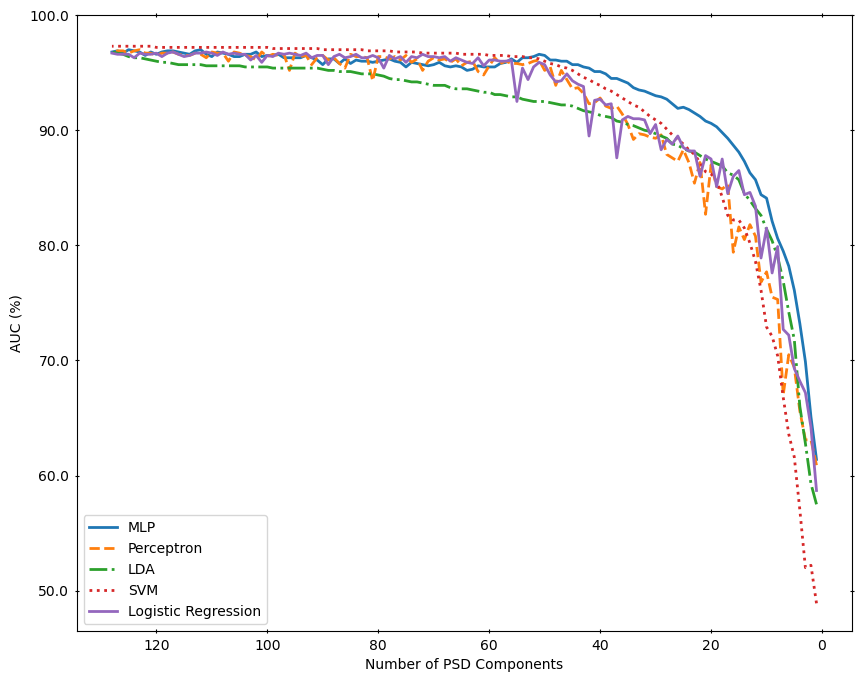 100.0
90.0
80.0
70.0
60.0
50.0
AUC (%)
MLP
Perceptron
LDA
SVM
Logistic Regression
120 100 80 60 40 20 0
Number of PSD Components